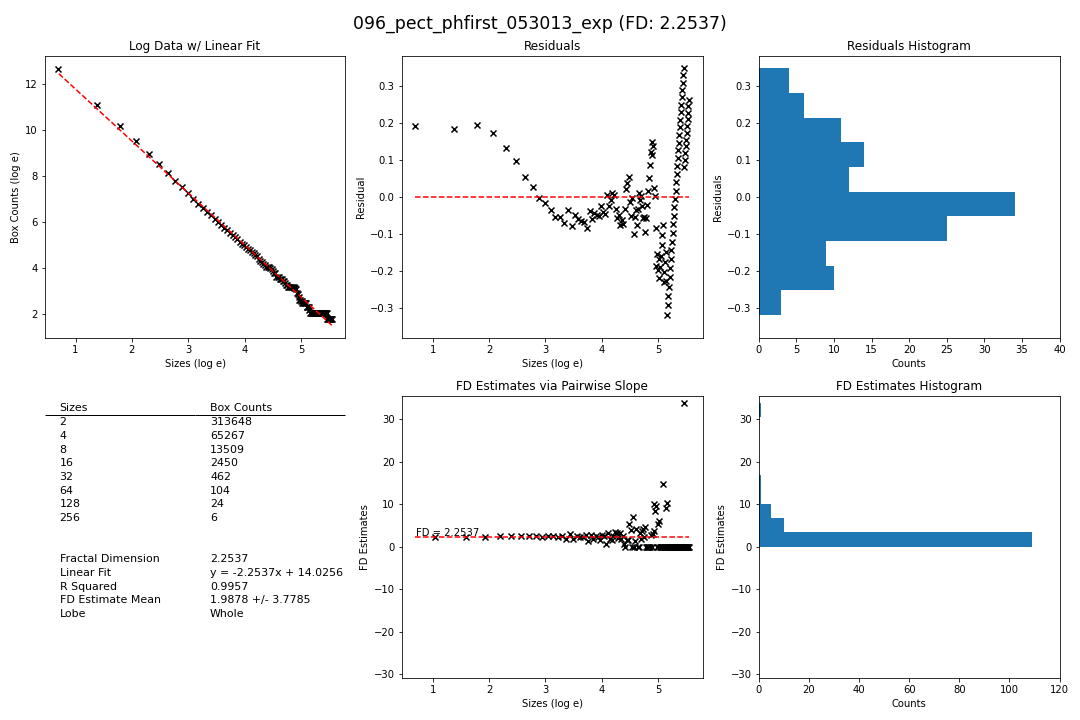 096_pect_phfirst_053013_exp (FD: 2.2537)
Log Data w/ Linear Fit
Box Counts (log e)
12
10
8
6
4
2
1 2 3 4 5
Sizes (log e)
Residuals
Residual
0.3
0.2
0.1
0.0
−0.1
−0.2
−0.3
1 2 3 4 5
Sizes (log e)
Residuals Histogram
Residuals
0.3
0.2
0.1
0.0
−0.1
−0.2
−0.3
0 5 10 15 20 25 30 35 40
Counts
Sizes Box Counts
2 313648
4 65267
8 13509
16 2450
32 462
64 104
128 24
256 6
Fractal Dimension 2.2537
Linear Fit y = -2.2537x + 14.0256
R Squared 0.9957
FD Estimate Mean 1.9878 +/- 3.7785
Lobe Whole
FD Estimates via Pairwise Slope
FD Estimates
30
20
10
0
−10
−20
−30
FD = 2.2537
1 2 3 4 5
Sizes (log e)
FD Estimates Histogram
FD Estimates
30
20
10
0
−10
−20
−30
0 20 40 60 80 100 120
Counts